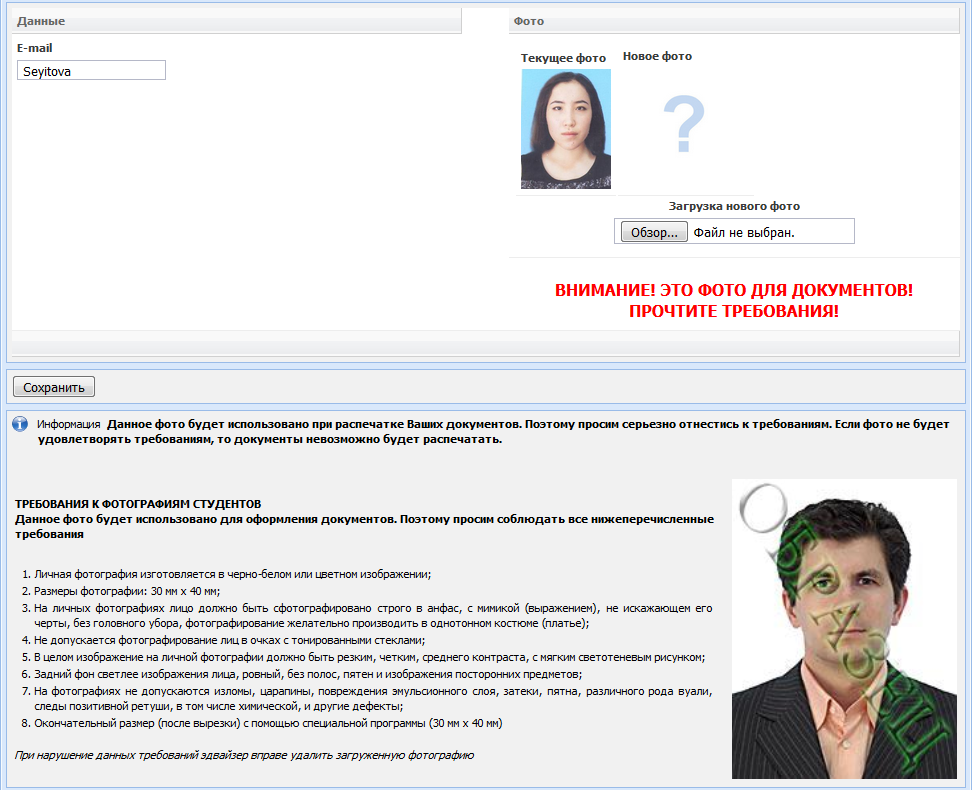 Данные
Фото
E-mail
Seyitova
Текущее фото
Новое фото
?
Загрузка нового фото
Обзор... Файл не выбран.
ВНИМАНИЕ! ЭТО ФОТО ДЛЯ ДОКУМЕНТОВ!
ПРОЧТИТЕ ТРЕБОВАНИЯ!
Сохранить
Информация Данное фото будет использовано при распечатке Ваших документов. Поэтому просим серьезно отнестись к требованиям. Если фото не будет
удовлетворять требованиям, то документы невозможно будет распечатать.
ТРЕБОВАНИЯ К ФОТОГРАФИЯМ СТУДЕНТОВ
Данное фото будет использовано для оформления документов. Поэтому просим соблюдать все нижеперечисленные
требования
1. Личная фотография изготовляется в черно-белом или цветном изображении;
2. Размеры фотографии: 30 мм х 40 мм;
3. На личных фотографиях лицо должно быть сфотографировано строго в анфас, с мимикой (выражением), не искажающем его
черты, без головного убора, фотографирование желательно производить в однотонном костюме (платье);
4. Не допускается фотографирование лиц в очках с тонированными стеклами;
5. В целом изображение на личной фотографии должно быть резким, четким, среднего контраста, с мягким светотеневым рисунком;
6. Задний фон светлее изображения лица, ровный, без полос, пятен и изображения посторонних предметов;
7. На фотографиях не допускаются изломы, царапины, повреждения эмульсионного слоя, затеки, пятна, различного рода вуали,
следы позитивной ретуши, в том числе химической, и другие дефекты;
8. Окончательный размер (после вырезки) с помощью специальной программы (30 мм х 40 мм)
При нарушение данных требований эдвайзер вправе удалить загруженную фотографию
ОБРАЗЕЦ